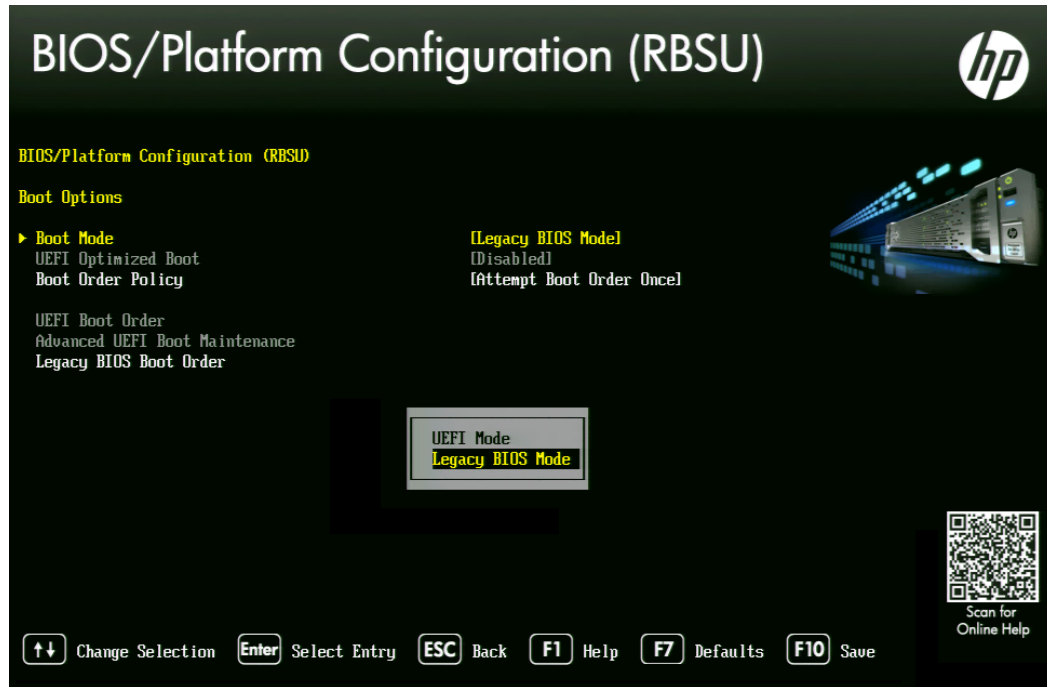 BIOS/Platform Configuration (RBSU)
hp
BIOS/Platform Configuration (RBSU)
Boot Options
Boot Mode [Legacy BIOS Mode]
UEFI Optimized Boot [Disabled]
Boot Order Policy [Attempt Boot Order Once]
UEFI Boot Order
Advanced UEFI Boot Maintenance
Legacy BIOS Boot Order
UEFI Mode
Legacy BIOS Mode
Scan for
Online Help
↑↓ Change Selection Enter Select Entry ESC Back F1 Help F7 Defaults F10 Save